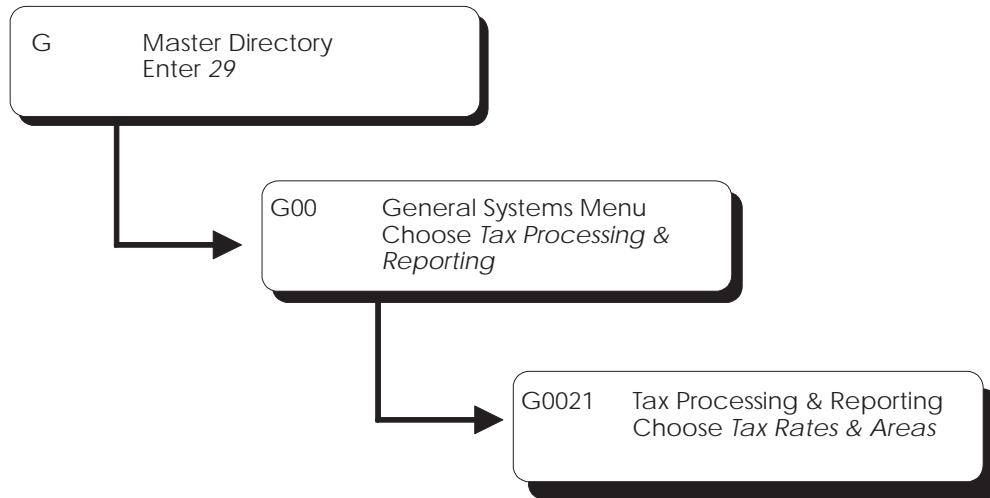 G Master Directory
Enter 29
G00 General Systems Menu
Choose Tax Processing &
Reporting
G0021 Tax Processing & Reporting
Choose Tax Rates & Areas